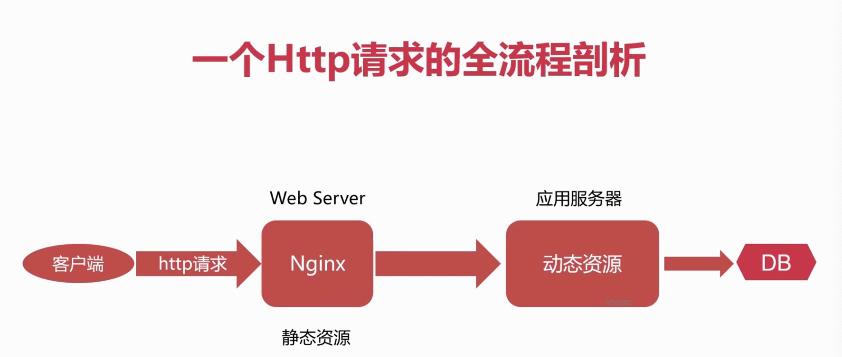 一个Http请求的全流程剖析
Web Server
应用服务器
客户端
http请求
Nginx
动态资源
DB
静态资源